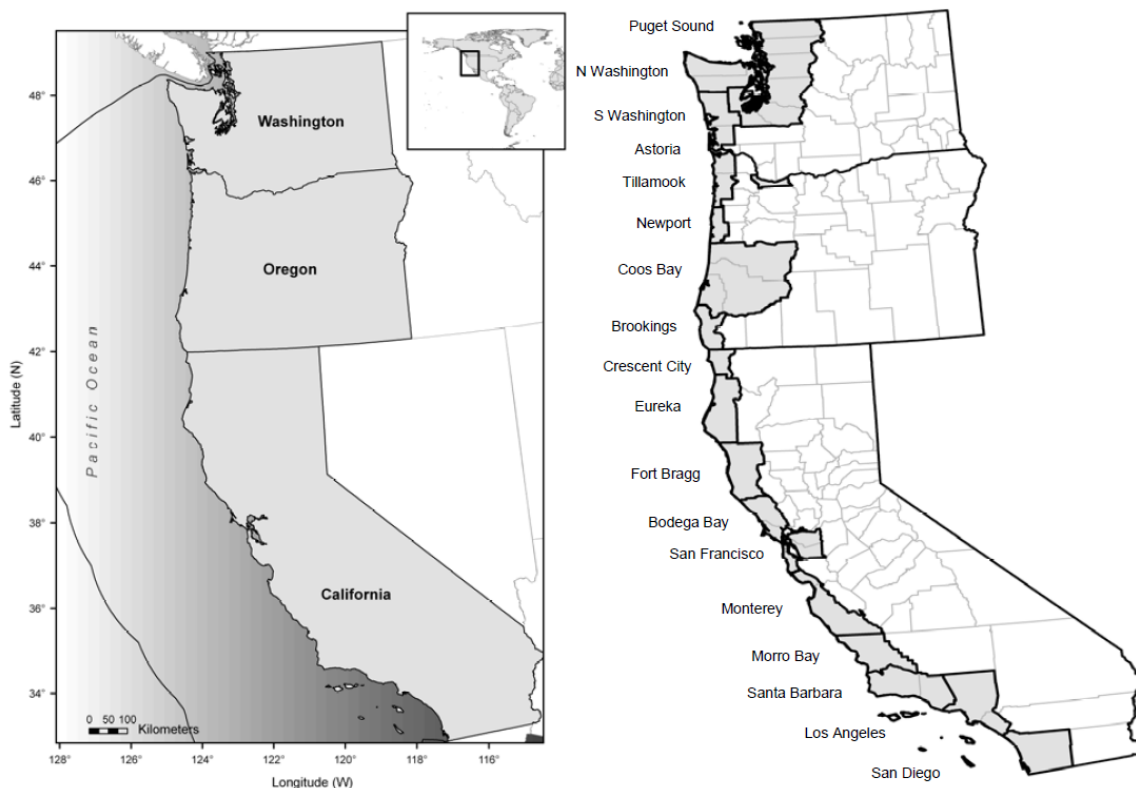 48°
46°
44°
42°
40°
38°
36°
34°
Latitude (N)
Pacific Ocean
Washington
Oregon
California
0 50 100
Kilometers
128° 126° 124° 122° 120° 118° 116°
Longitude (W)
Puget Sound
N Washington
S Washington
Astoria
Tillamook
Newport
Coos Bay
Brookings
Crescent City
Eureka
Fort Bragg
Bodega Bay
San Francisco
Monterey
Morro Bay
Santa Barbara
Los Angeles
San Diego